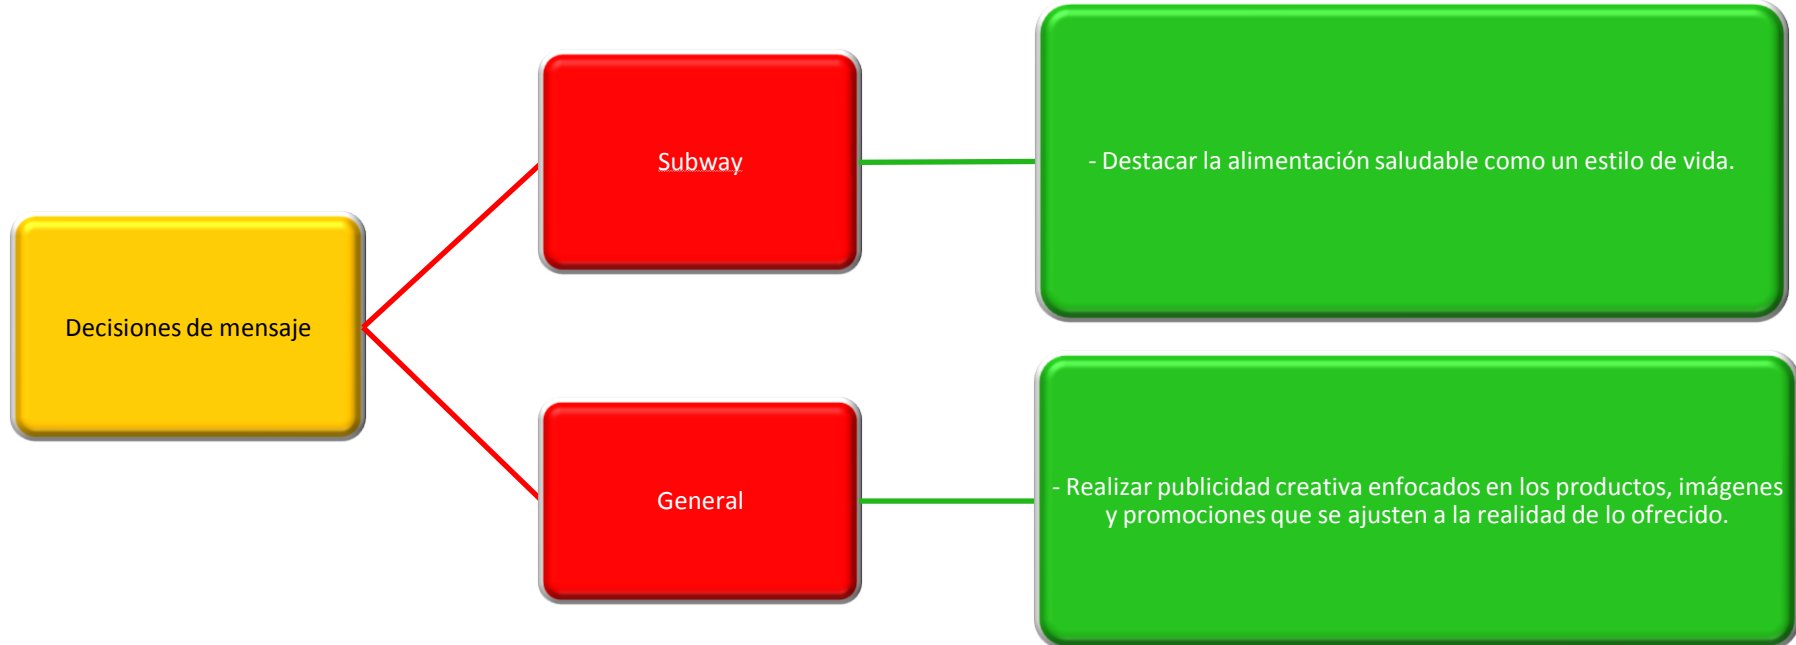 Decisiones de mensaje
Subway
- Destacar la alimentación saludable como un estilo de vida.
General
- Realizar publicidad creativa enfocados en los productos, imágenes
y promociones que se ajusten a la realidad de lo ofrecido.